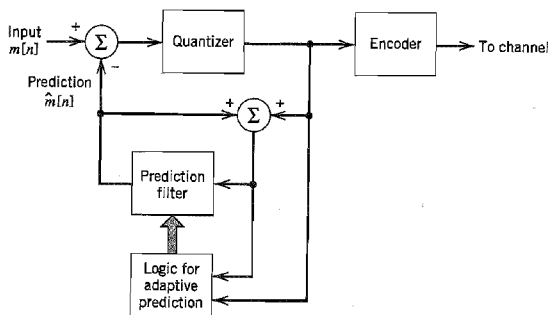 Input
m[n]
+
Σ
−
Quantizer
Encoder
To channel
Prediction
m̂[n]
+
Σ
+
Prediction
filter
Logic for
adaptive
prediction